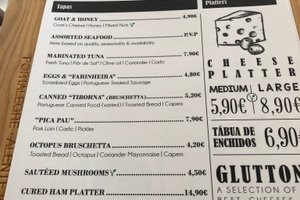 Tapas
GOAT & HONEY 4,90€
Goat's Cheese | Honey | Mixed Nuts
ASSORTED SEAFOOD P.V.P
Menu based on quality, seasonality & availability
MARINATED TUNA 7,90€
Fresh Tuna | Flôr de Sal* | Olive oil | Coriander | Garlic
EGGS & "FARINHEIRA" 4,80€
Scrambled Eggs | Portuguese Smoked Sausage
CANNED "TIBORNA" (BRUSCHETTA) 5,20€
Portuguese Canned Food (varied) | Toasted Bread | Capers
"PICA PAU" 7,90€
Pork Loin | Garlic | Pickles
OCTOPUS BRUSCHETTA 4,20€
Toasted Bread | Octopus | Coriander Mayonnaise | Capers
SAUTÉED MUSHROOMS 4,50€
CURED HAM PLATTER 14,90€
Platters
CHEESE
PLATTER
MEDIUM LARGE
5,90€ 8,90€
TÁBUA DE 6,90€
ENCHIDOS
GLUTTON
A SELECTION OF
BEST CHEESES